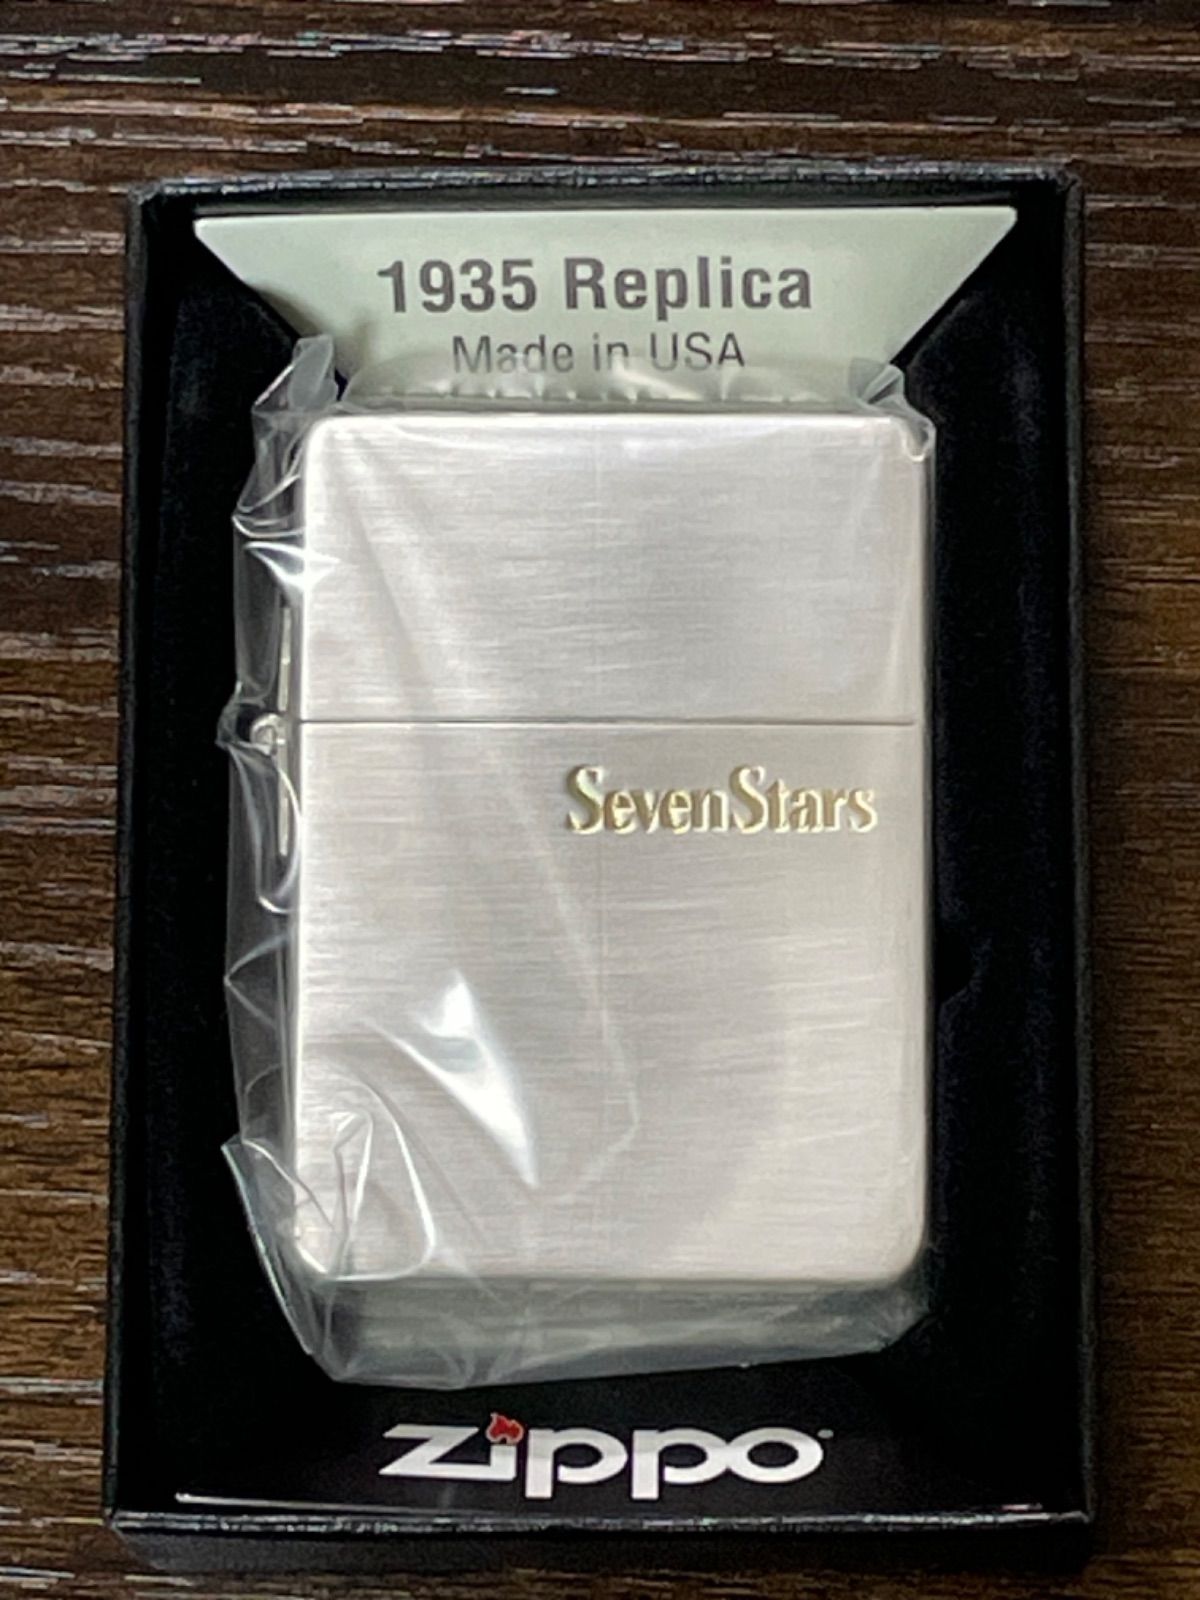 1935 Replica
Made in USA
SevenStars
Zippo